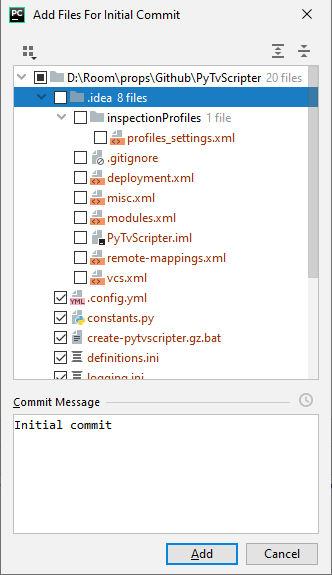 PC Add Files For Initial Commit
D:\Room\props\Github\PyTvScripter 20 files
.idea 8 files
inspectionProfiles 1 file
profiles_settings.xml
.gitignore
deployment.xml
misc.xml
modules.xml
PyTvScripter.iml
remote-mappings.xml
vcs.xml
YML .config.yml
constants.py
create-pytvscripter.gz.bat
definitions.ini
logging.ini
Commit Message
Initial commit
Add Cancel